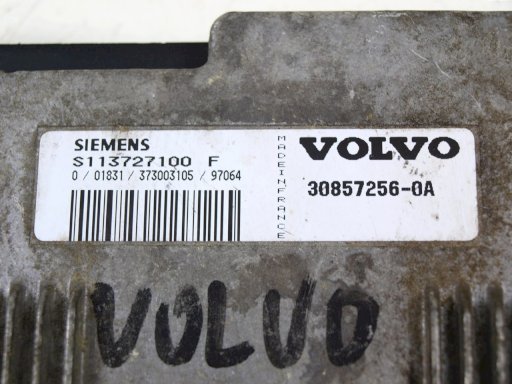 SIEMENS
S113727100 F
0 / 01831 / 373003105 / 97064
MADE IN FRANCE
VOLVO
30857256-0A
VOLVO